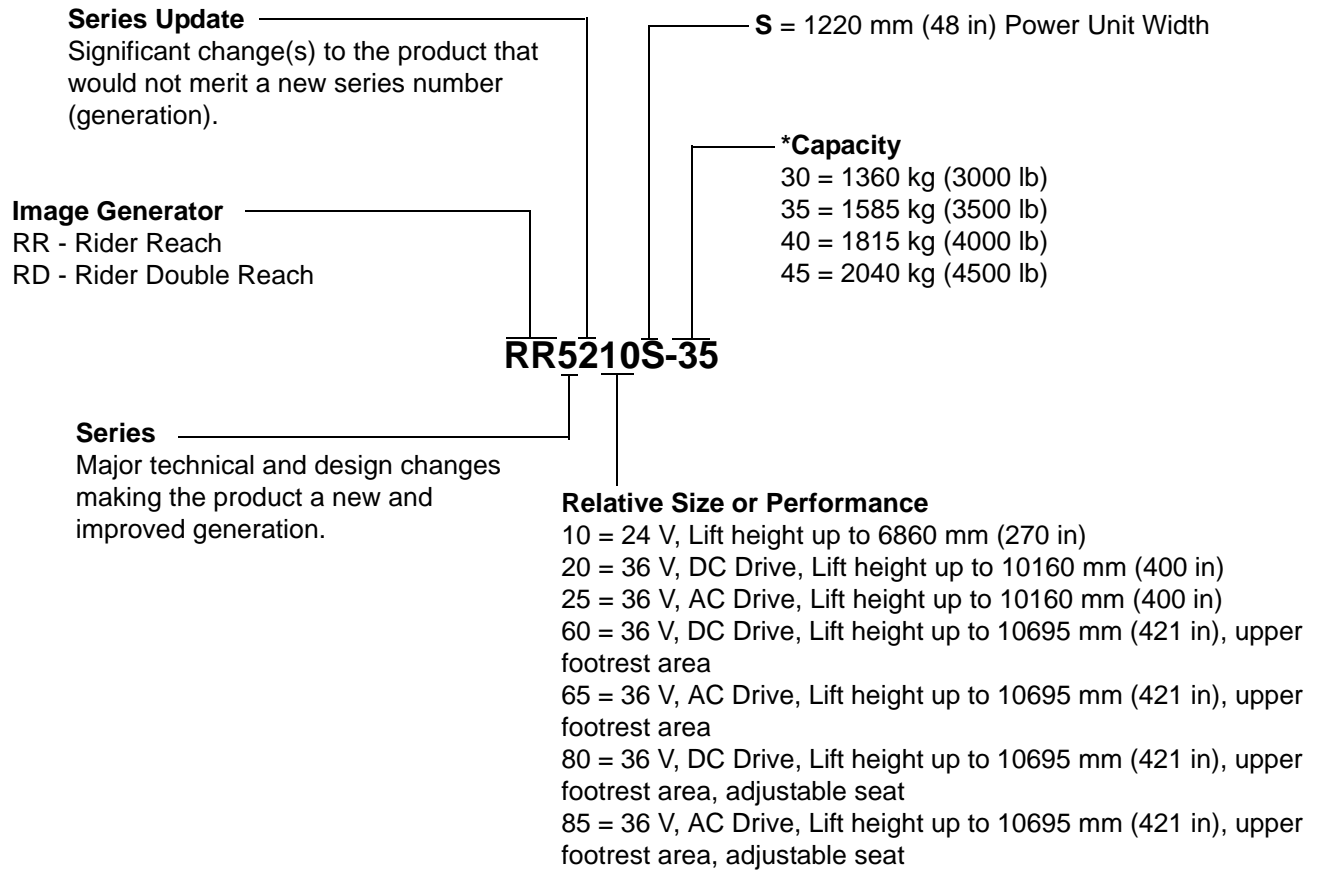 Series Update
Significant change(s) to the product that
would not merit a new series number
(generation).
S = 1220 mm (48 in) Power Unit Width
*Capacity
30 = 1360 kg (3000 lb)
35 = 1585 kg (3500 lb)
40 = 1815 kg (4000 lb)
45 = 2040 kg (4500 lb)
Image Generator
RR - Rider Reach
RD - Rider Double Reach
RR5210S-35
Series
Major technical and design changes
making the product a new and
improved generation.
Relative Size or Performance
10 = 24 V, Lift height up to 6860 mm (270 in)
20 = 36 V, DC Drive, Lift height up to 10160 mm (400 in)
25 = 36 V, AC Drive, Lift height up to 10160 mm (400 in)
60 = 36 V, DC Drive, Lift height up to 10695 mm (421 in), upper
footrest area
65 = 36 V, AC Drive, Lift height up to 10695 mm (421 in), upper
footrest area
80 = 36 V, DC Drive, Lift height up to 10695 mm (421 in), upper
footrest area, adjustable seat
85 = 36 V, AC Drive, Lift height up to 10695 mm (421 in), upper
footrest area, adjustable seat